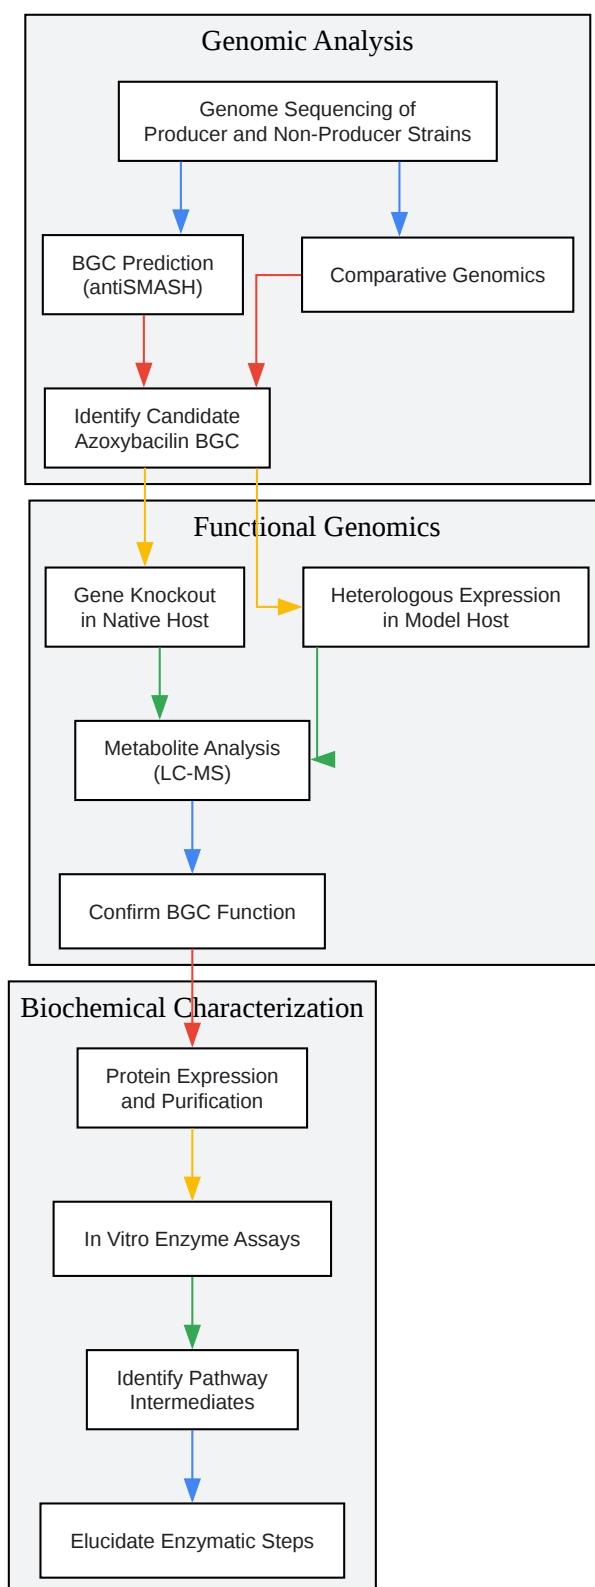 Genomic Analysis
Genome Sequencing of
Producer and Non-Producer Strains
BGC Prediction
(antiSMASH)
Comparative Genomics
Identify Candidate
Azoxybacilin BGC
Functional Genomics
Gene Knockout
in Native Host
Heterologous Expression
in Model Host
Metabolite Analysis
(LC-MS)
Confirm BGC Function
Biochemical Characterization
Protein Expression
and Purification
In Vitro Enzyme Assays
Identify Pathway
Intermediates
Elucidate Enzymatic Steps